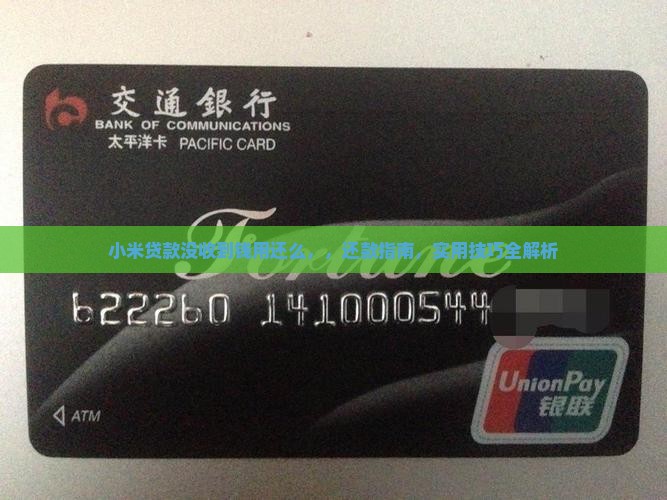 交通銀行
BANK OF COMMUNICATIONS
太平洋卡 PACIFIC CARD
Fortune
小米贷款没收到钱用还么，，还款指南，实用技巧全解析
622260 141000544
UnionPay
银联
ATM